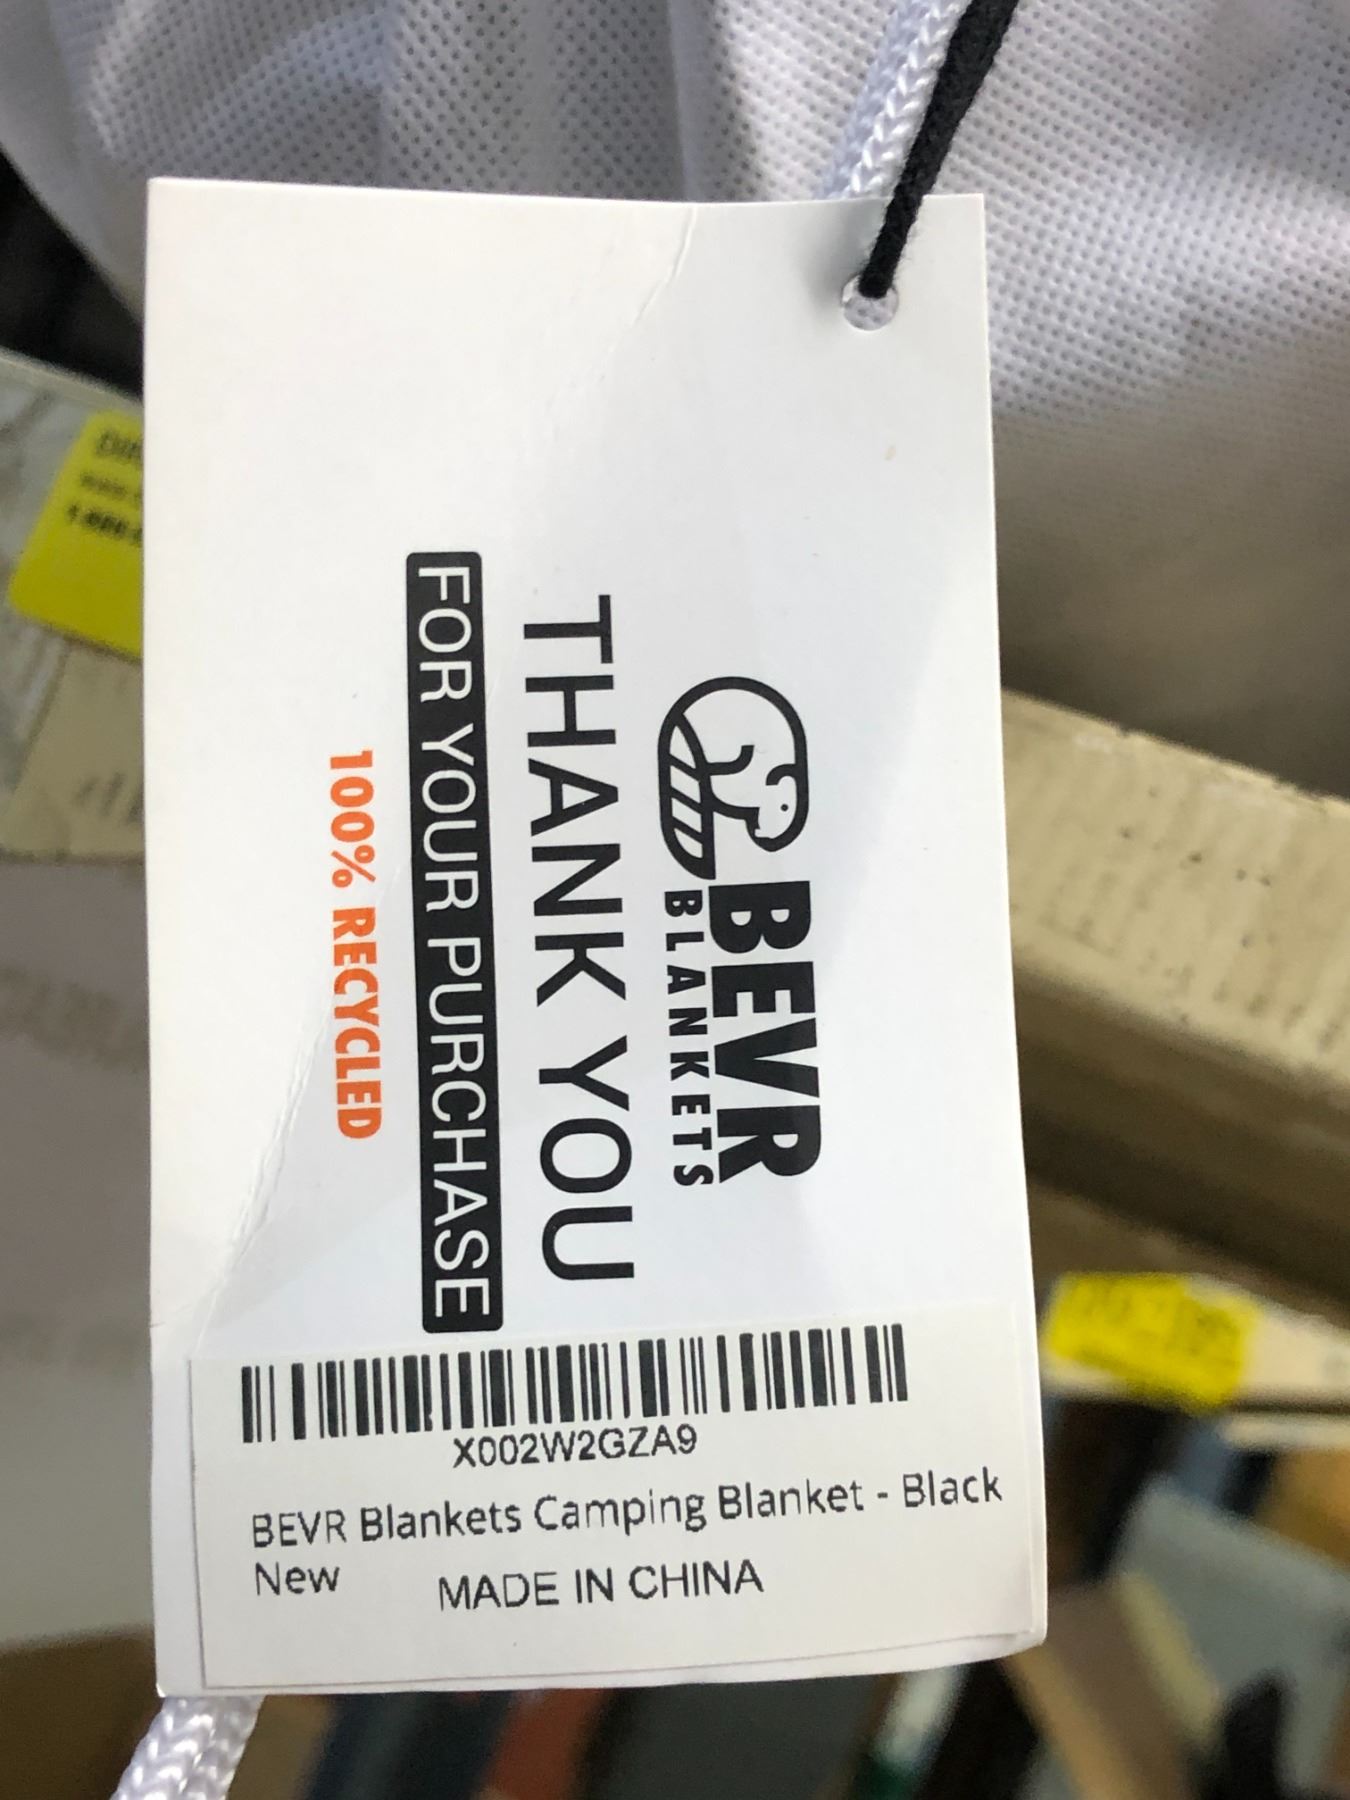 BEVR
BLANKETS
THANK YOU
FOR YOUR PURCHASE
100% RECYCLED
X002W2GZA9
BEVR Blankets Camping Blanket - Black
New
MADE IN CHINA